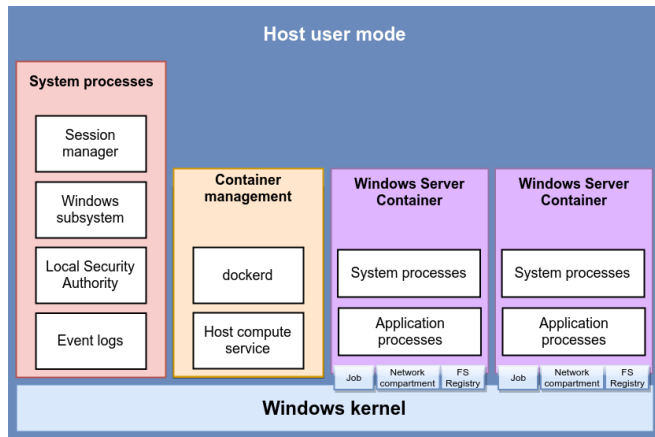 Host user mode
System processes
Session
manager
Windows
subsystem
Local Security
Authority
Event logs
Container
management
dockerd
Host compute
service
Windows Server
Container
System processes
Application
processes
Job
Network
compartment
FS
Registry
Windows Server
Container
System processes
Application
processes
Job
Network
compartment
FS
Registry
Windows kernel